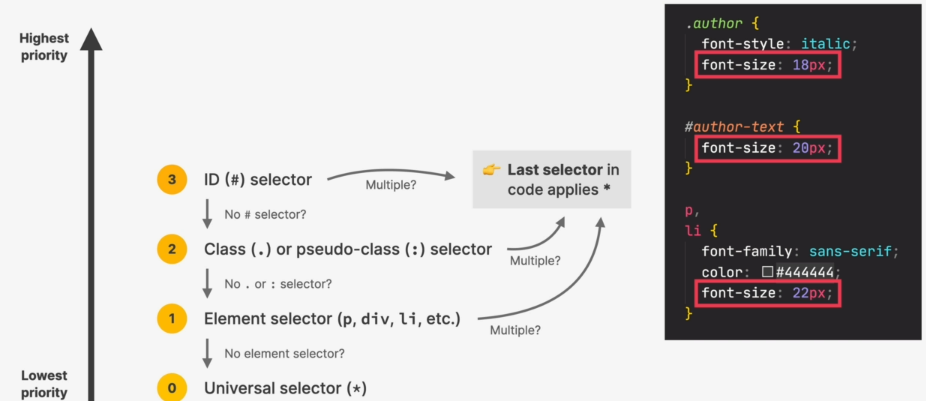 Highest
priority
3 ID (#) selector
Multiple?
👉 Last selector in
code applies *
No # selector?
2 Class (.) or pseudo-class (:) selector
Multiple?
No . or : selector?
1 Element selector (p, div, li, etc.)
Multiple?
No element selector?
Lowest
priority
0 Universal selector (*)
.author {
font-style: italic;
font-size: 18px;
}
#author-text {
font-size: 20px;
}
p,
li {
font-family: sans-serif;
color: #444444;
font-size: 22px;
}